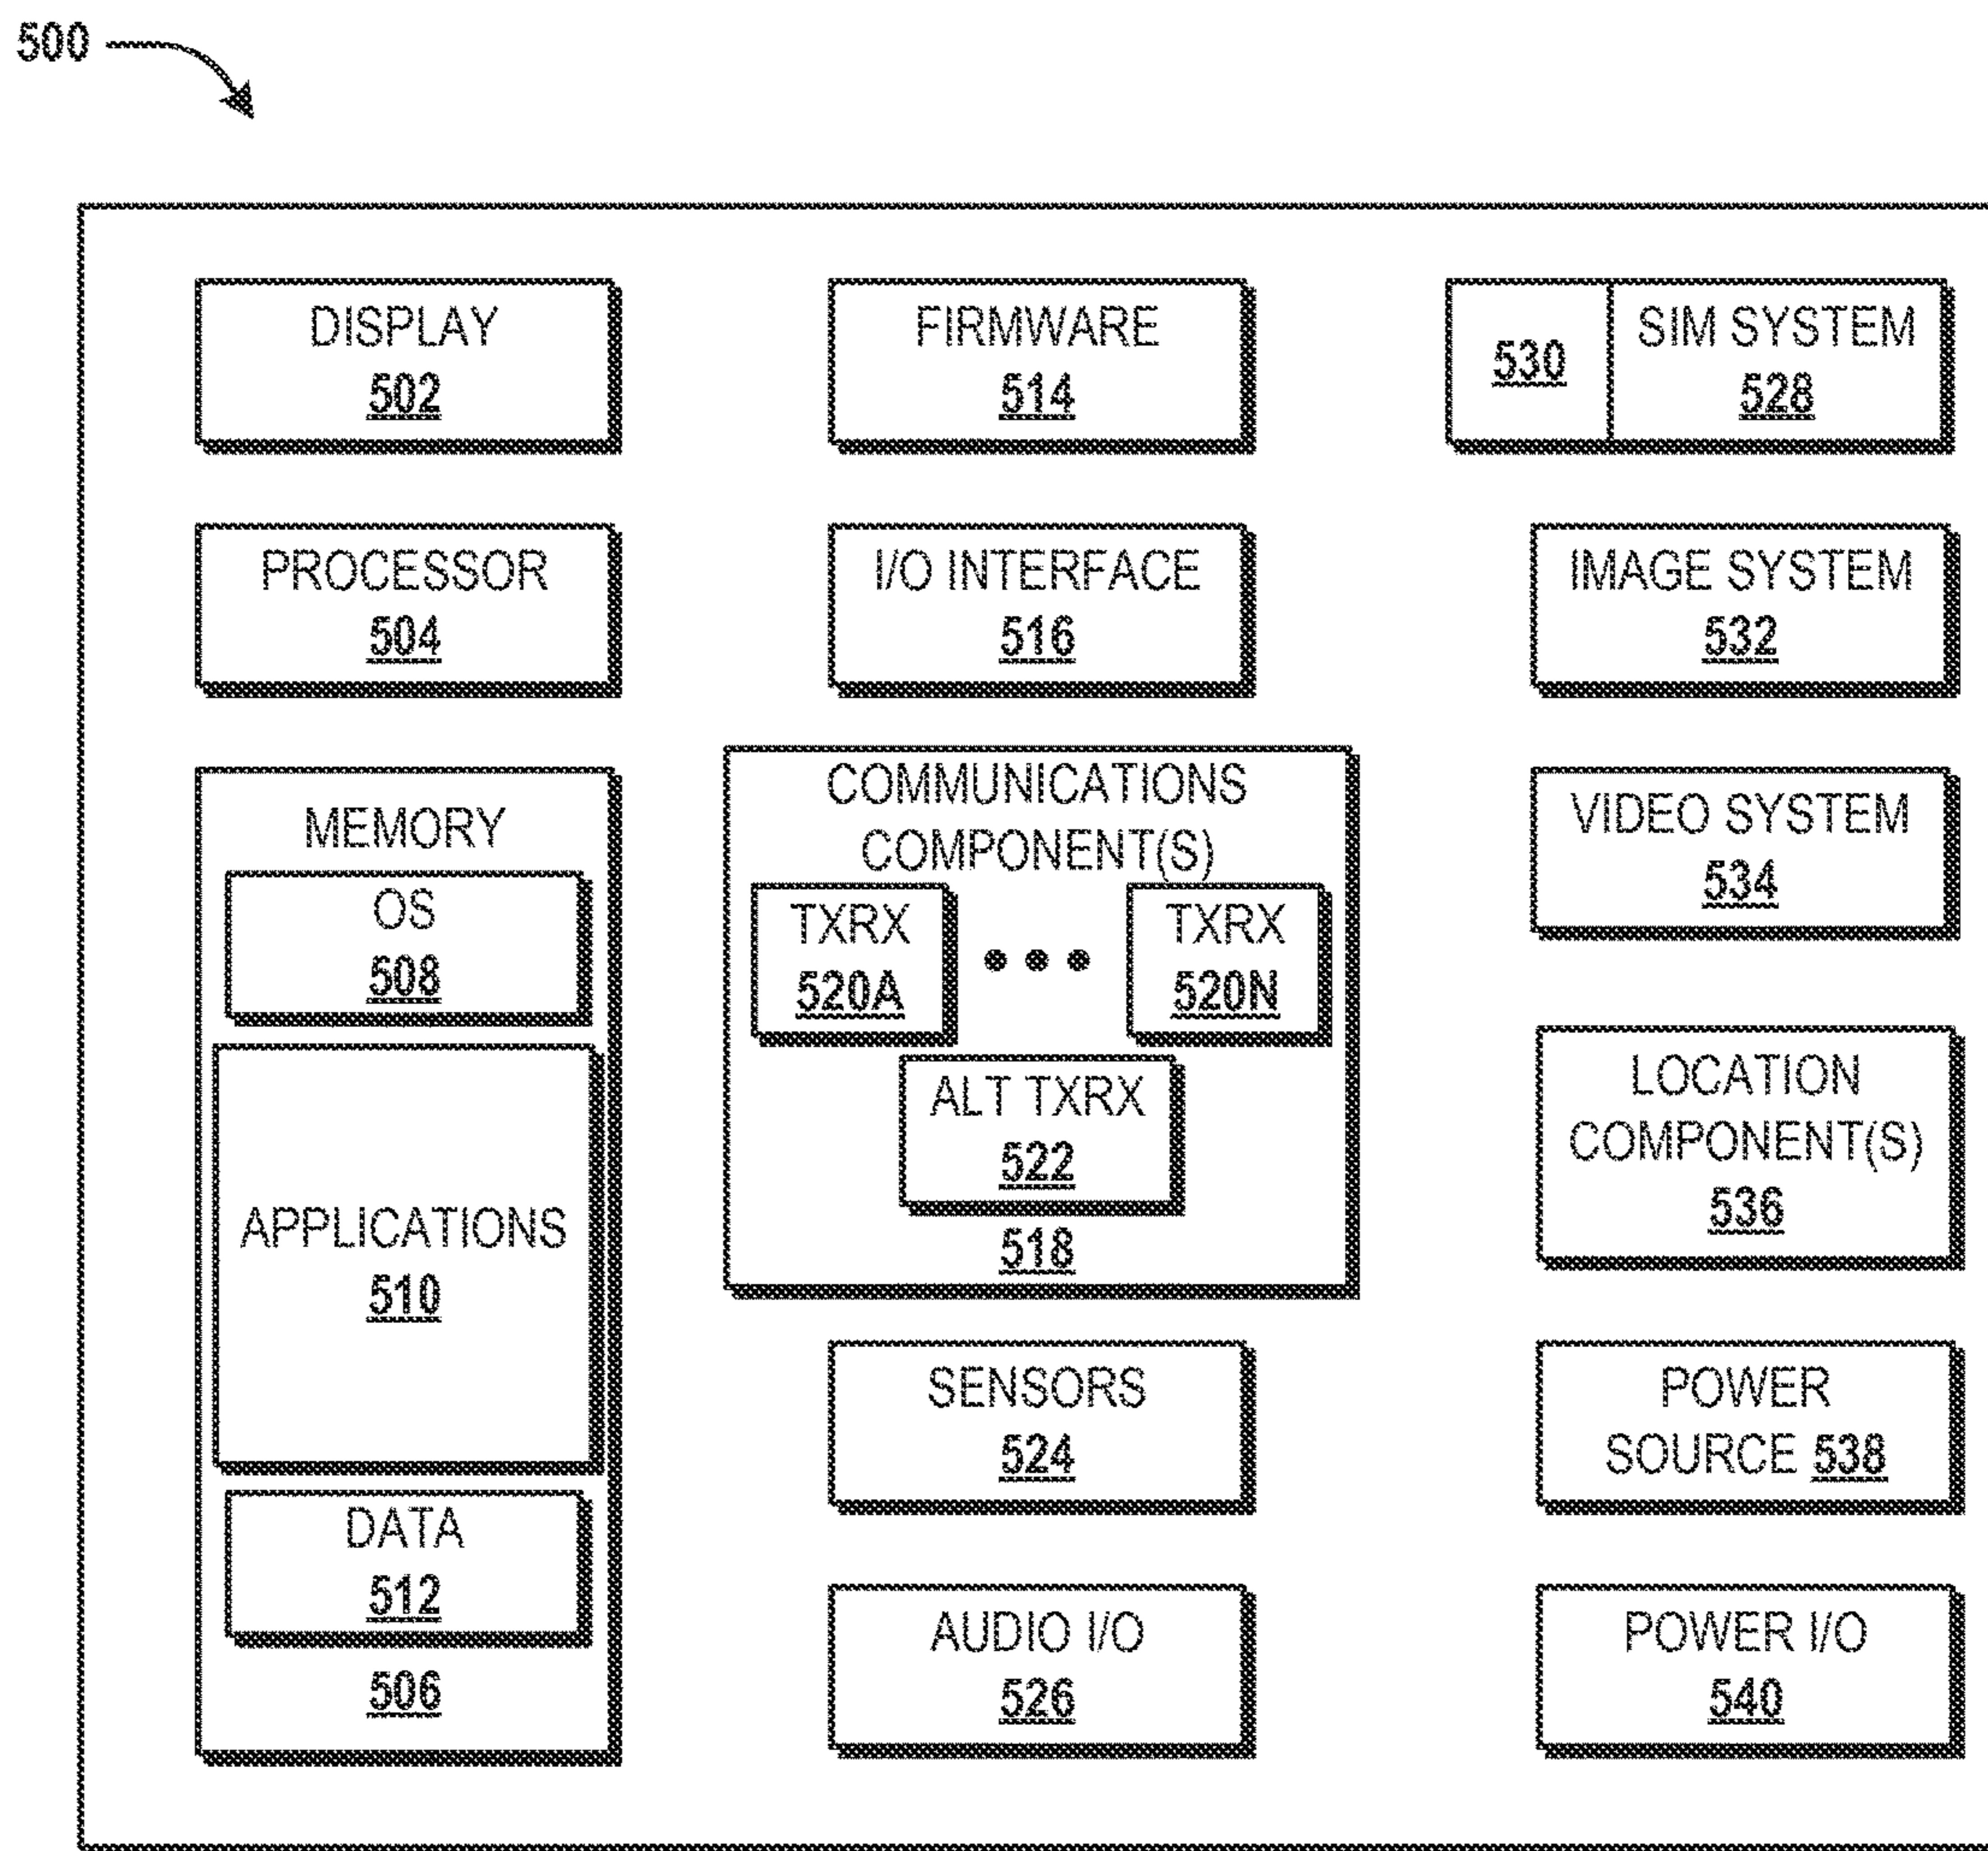 500
DISPLAY
502
PROCESSOR
504
MEMORY
OS
508
APPLICATIONS
510
DATA
512
506
FIRMWARE
514
I/O INTERFACE
516
COMMUNICATIONS
COMPONENT(S)
TXRX
520A
TXRX
520N
ALT TXRX
522
518
SENSORS
524
AUDIO I/O
526
530
SIM SYSTEM
528
IMAGE SYSTEM
532
VIDEO SYSTEM
534
LOCATION
COMPONENT(S)
536
POWER
SOURCE 538
POWER I/O
540